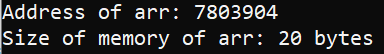 Address of arr: 7803904
Size of memory of arr: 20 bytes